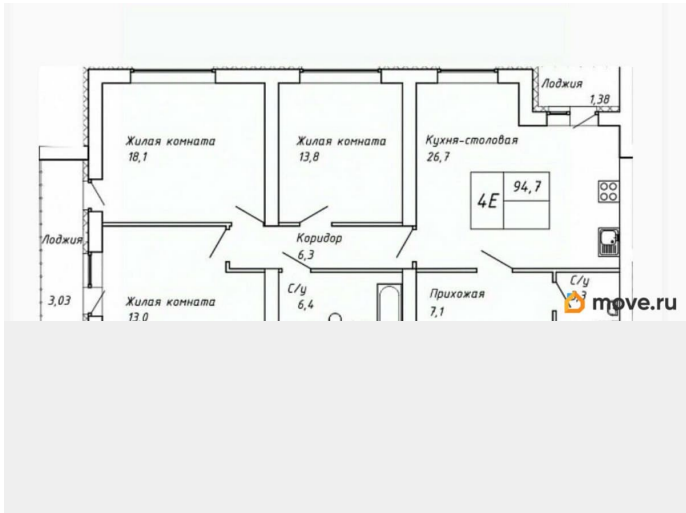 Лоджия
1,38
Жилая комната
18,1
Жилая комната
13,8
Кухня-столовая
26,7
4Е
94,7
Лоджия
3,03
Коридор
6,3
Жилая комната
13,0
С/у
6,4
Прихожая
7,1
С/у
move.ru